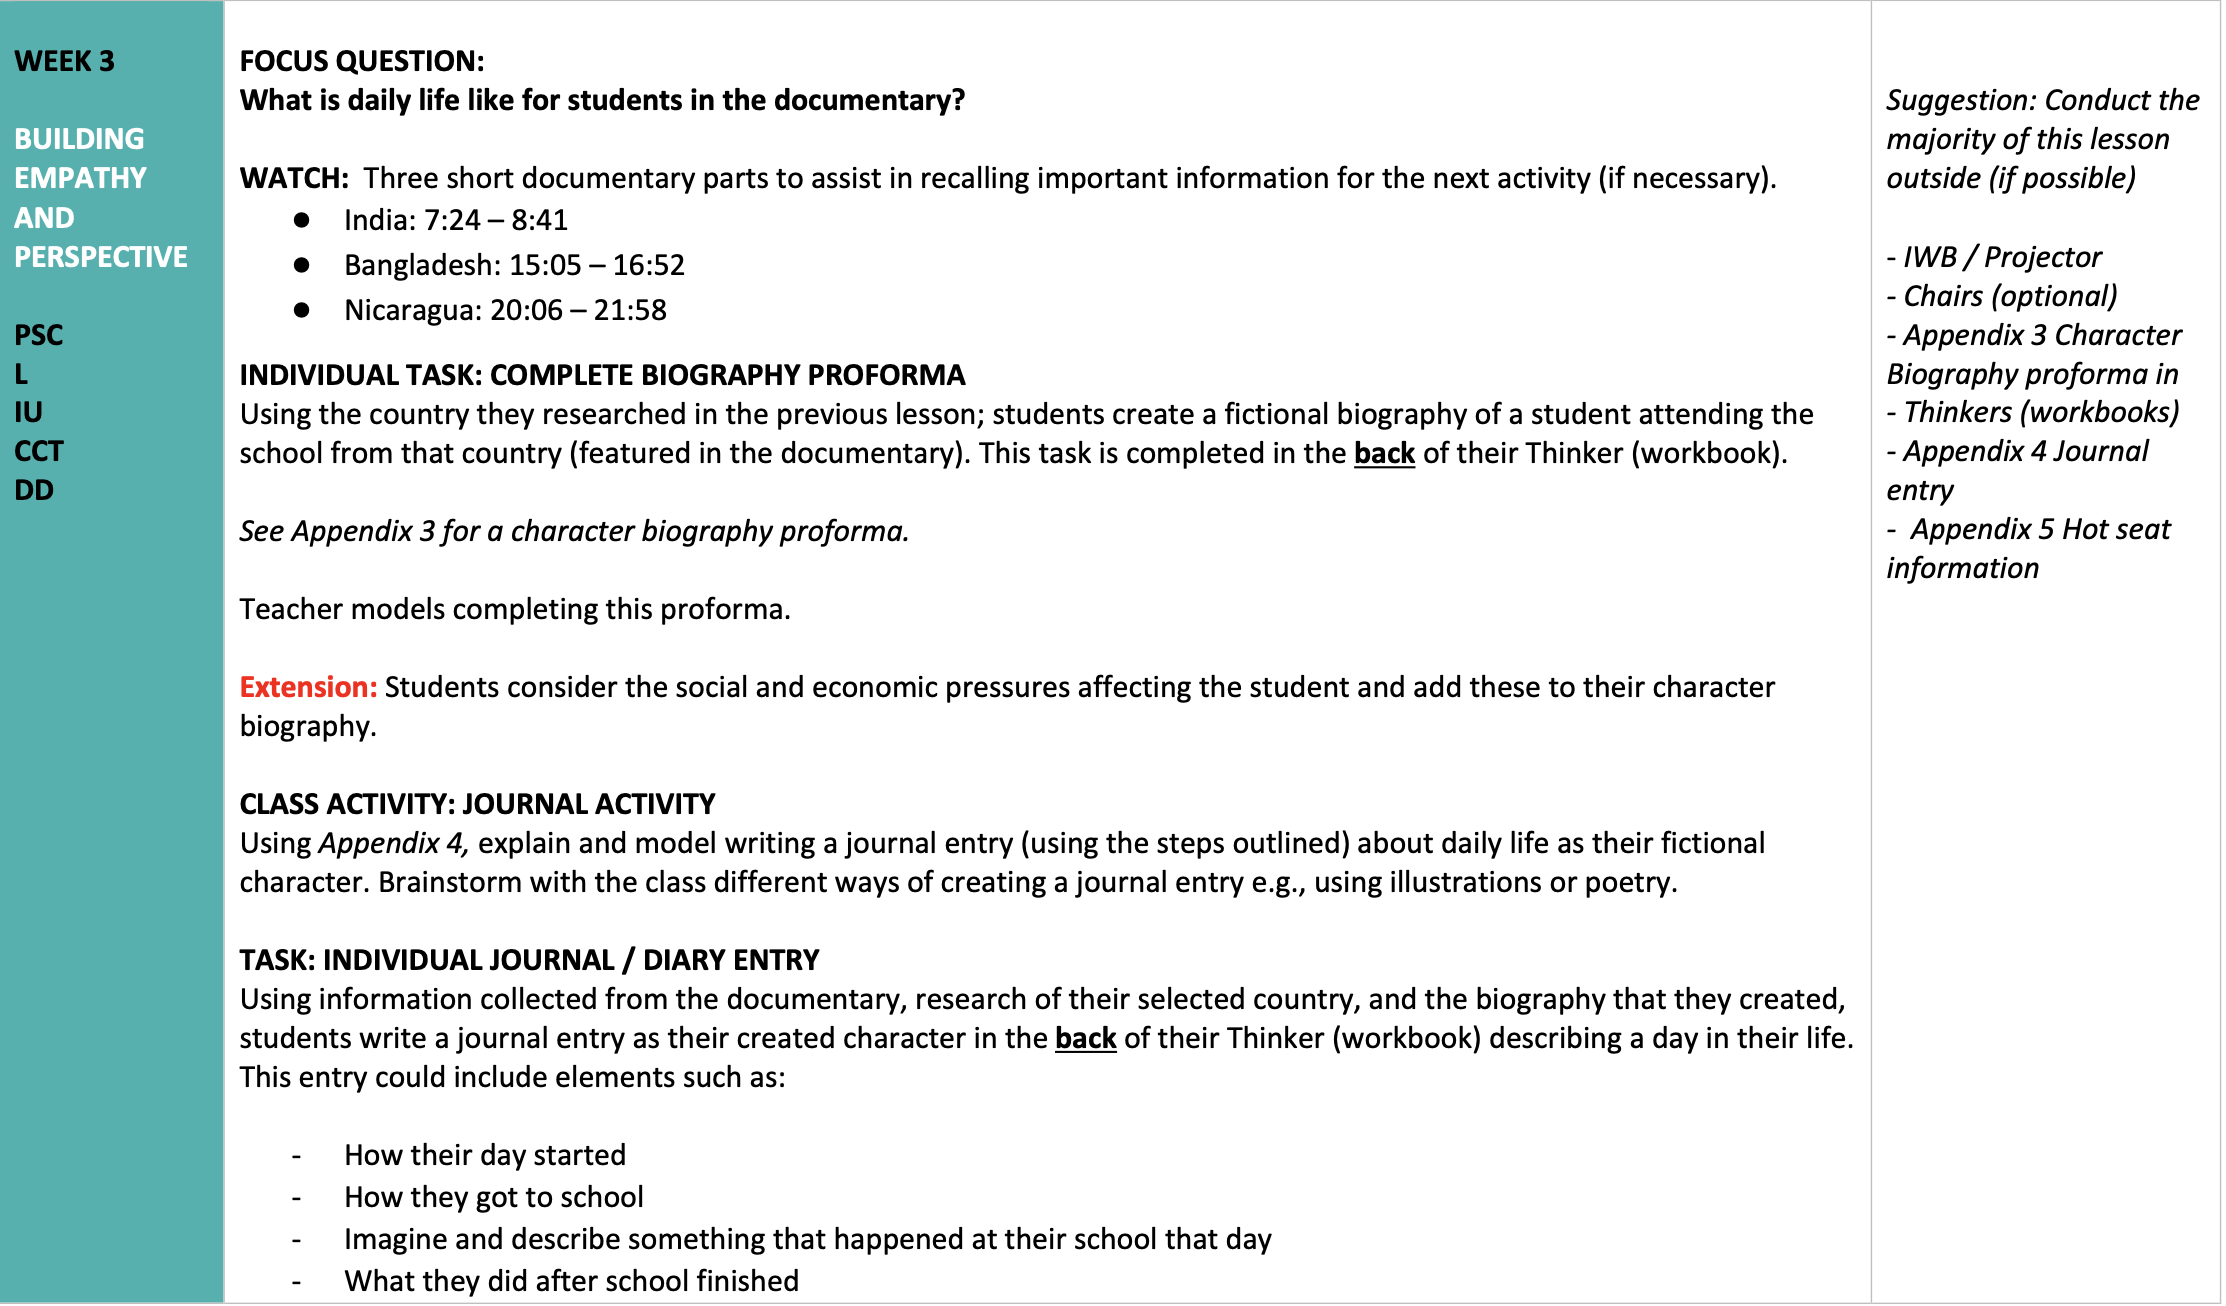 WEEK 3
BUILDING
EMPATHY
AND
PERSPECTIVE
PSC
L
IU
CCT
DD
FOCUS QUESTION:
What is daily life like for students in the documentary?
WATCH:  Three short documentary parts to assist in recalling important information for the next activity (if necessary).
● India: 7:24 – 8:41
● Bangladesh: 15:05 – 16:52
● Nicaragua: 20:06 – 21:58
INDIVIDUAL TASK: COMPLETE BIOGRAPHY PROFORMA
Using the country they researched in the previous lesson; students create a fictional biography of a student attending the
school from that country (featured in the documentary). This task is completed in the back of their Thinker (workbook).
See Appendix 3 for a character biography proforma.
Teacher models completing this proforma.
Extension: Students consider the social and economic pressures affecting the student and add these to their character
biography.
CLASS ACTIVITY: JOURNAL ACTIVITY
Using Appendix 4, explain and model writing a journal entry (using the steps outlined) about daily life as their fictional
character. Brainstorm with the class different ways of creating a journal entry e.g., using illustrations or poetry.
TASK: INDIVIDUAL JOURNAL / DIARY ENTRY
Using information collected from the documentary, research of their selected country, and the biography that they created,
students write a journal entry as their created character in the back of their Thinker (workbook) describing a day in their life.
This entry could include elements such as:
- How their day started
- How they got to school
- Imagine and describe something that happened at their school that day
- What they did after school finished
Suggestion: Conduct the
majority of this lesson
outside (if possible)
- IWB / Projector
- Chairs (optional)
- Appendix 3 Character
Biography proforma in
- Thinkers (workbooks)
- Appendix 4 Journal
entry
-  Appendix 5 Hot seat
information